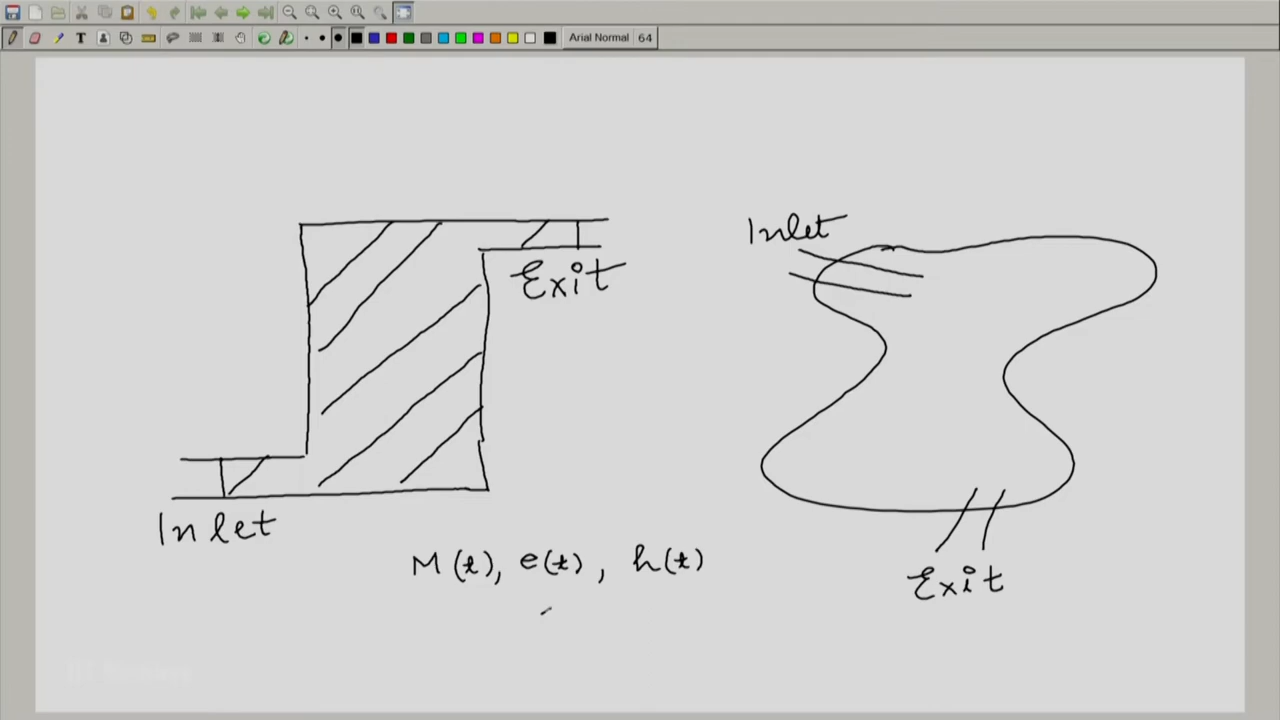 Arial Normal 64
Inlet
Exit
Inlet
M(t), e(t), h(t)
Exit